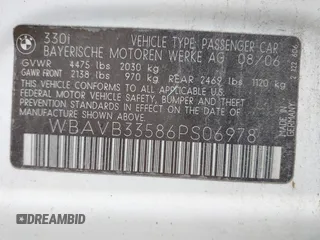 330i VEHICLE TYPE PASSENGER CAR
BAYERISCHE MOTOREN WERKE AG 08/06
GVWR 4475 lbs 2030 kg
GAWR FRONT 2138 lbs 970 kg REAR 2469 lbs 1120 kg
THIS VEHICLE CONFORMS TO ALL APPLICABLE
FEDERAL MOTOR VEHICLE SAFETY, BUMPER AND
THEFT PREVENTION STANDARDS IN EFFECT ON THE
DATE OF MANUFACTURE SHOWN ABOVE
WBAVB33586PS06978
DREAMBID